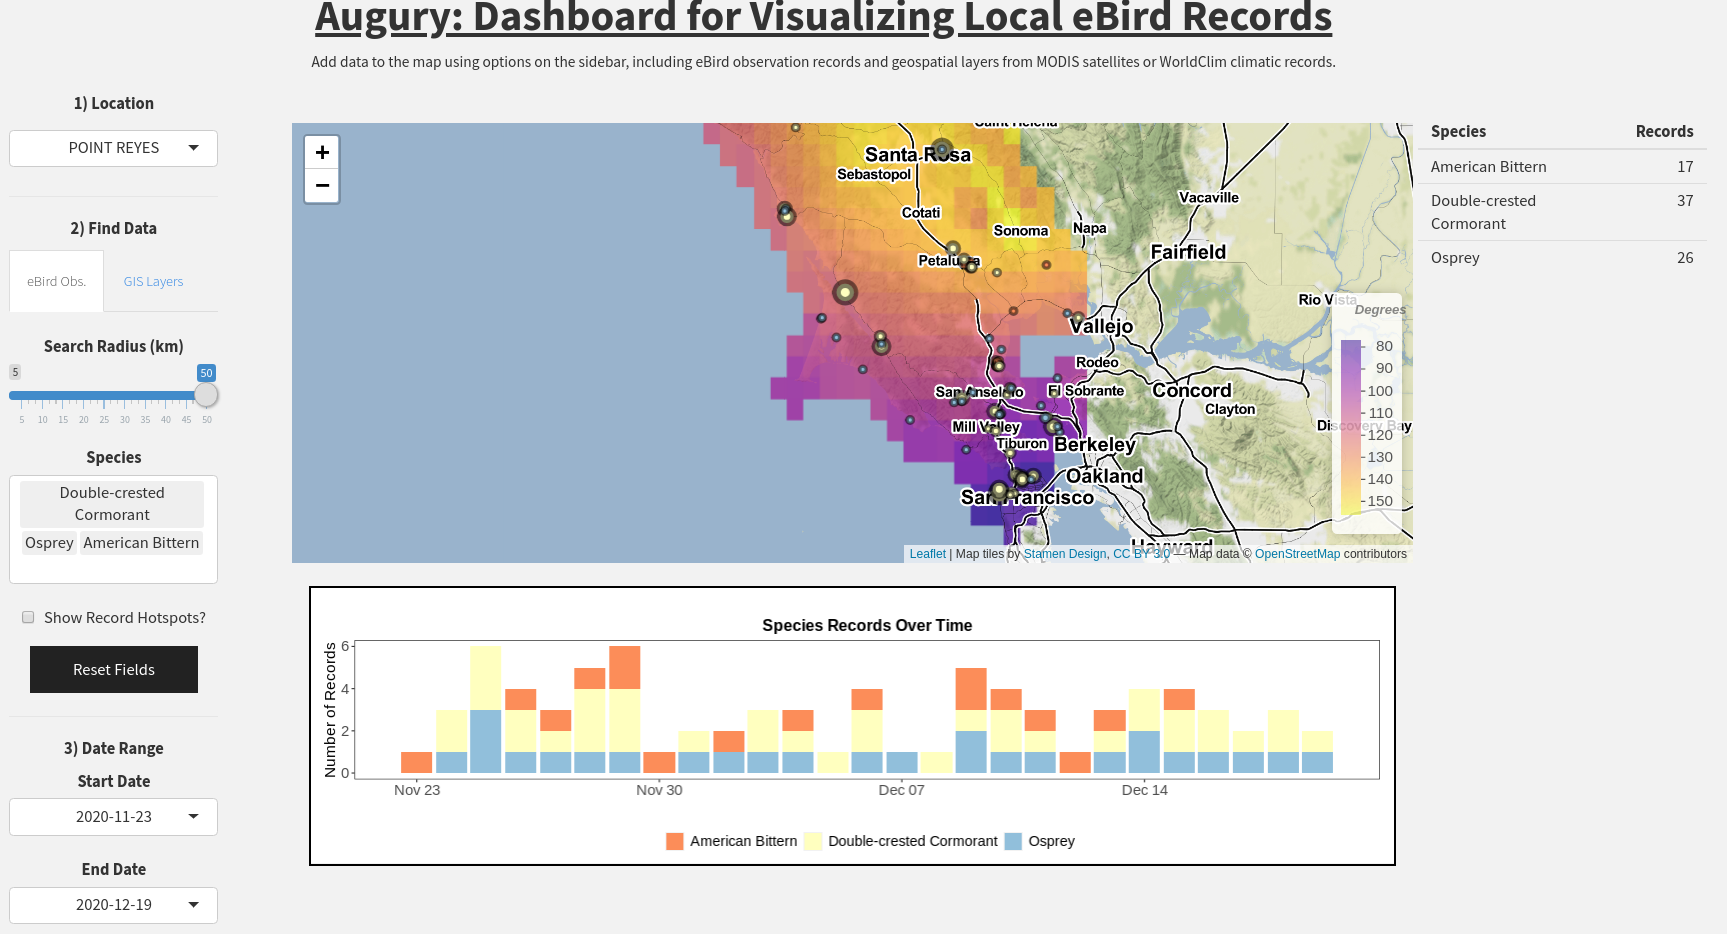 Augury: Dashboard for Visualizing Local eBird Records
Add data to the map using options on the sidebar, including eBird observation records and geospatial layers from MODIS satellites or WorldClim climatic records.
1) Location
POINT REYES
2) Find Data
eBird Obs.
GIS Layers
Search Radius (km)
5
50
5 10 15 20 25 30 35 40 45 50
Species
Double-crested
Cormorant
Osprey American Bittern
Show Record Hotspots?
Reset Fields
3) Date Range
Start Date
2020-11-23
End Date
2020-12-19
+
−
Saint Helena
Santa Rosa
Sebastopol
Vacaville
Cotati
Napa
Sonoma
Fairfield
Petaluma
Rio Vista
Vallejo
Rodeo
San Anselmo
El Sobrante
Concord
Clayton
Mill Valley
Discovery Bay
Tiburon
Berkeley
Oakland
San Francisco
Hayward
Degrees
80
90
100
110
120
130
140
150
Leaflet | Map tiles by Stamen Design, CC BY 3.0 — Map data © OpenStreetMap contributors
Species Records
American Bittern 17
Double-crested
Cormorant 37
Osprey 26
Species Records Over Time
Number of Records
6
4
2
0
Nov 23 Nov 30 Dec 07 Dec 14
American Bittern Double-crested Cormorant Osprey